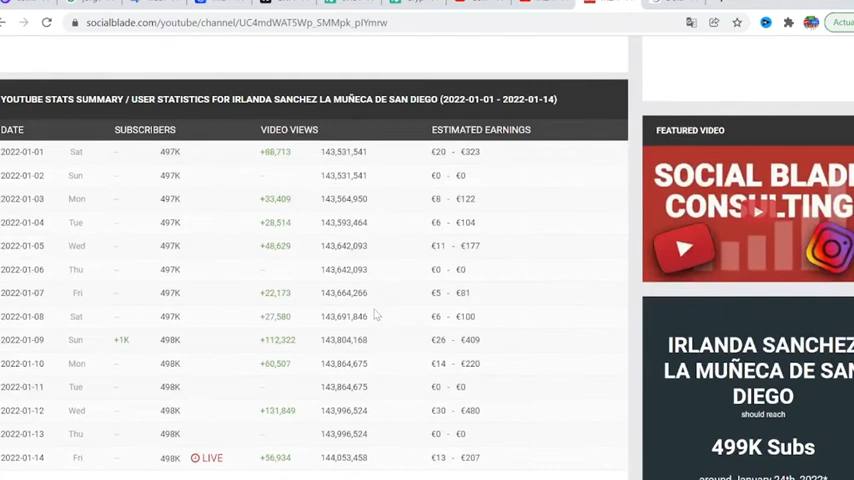 socialblade.com/youtube/channel/UC4mdWAT5Wp_SMMpk_pIYmrw
Actua
YOUTUBE STATS SUMMARY / USER STATISTICS FOR IRLANDA SANCHEZ LA MUÑECA DE SAN DIEGO (2022-01-01 - 2022-01-14)
DATE SUBSCRIBERS VIDEO VIEWS ESTIMATED EARNINGS
2022-01-01 Sat -- 497K +88,713 143,531,541 €20 - €323
2022-01-02 Sun -- 497K -- 143,531,541 €0 - €0
2022-01-03 Mon -- 497K +33,409 143,564,950 €8 - €122
2022-01-04 Tue -- 497K +28,514 143,593,464 €6 - €104
2022-01-05 Wed -- 497K +48,629 143,642,093 €11 - €177
2022-01-06 Thu -- 497K -- 143,642,093 €0 - €0
2022-01-07 Fri -- 497K +22,173 143,664,266 €5 - €81
2022-01-08 Sat -- 497K +27,580 143,691,846 €6 - €100
2022-01-09 Sun +1K 498K +112,322 143,804,168 €26 - €409
2022-01-10 Mon -- 498K +60,507 143,864,675 €14 - €220
2022-01-11 Tue -- 498K -- 143,864,675 €0 - €0
2022-01-12 Wed -- 498K +131,849 143,996,524 €30 - €480
2022-01-13 Thu -- 498K -- 143,996,524 €0 - €0
2022-01-14 Fri -- 498K LIVE +56,934 144,053,458 €13 - €207
FEATURED VIDEO
SOCIAL BLADE
CONSULTING
IRLANDA SANCHEZ
LA MUÑECA DE SAN
DIEGO
should reach
499K Subs
around January 24th, 2022*